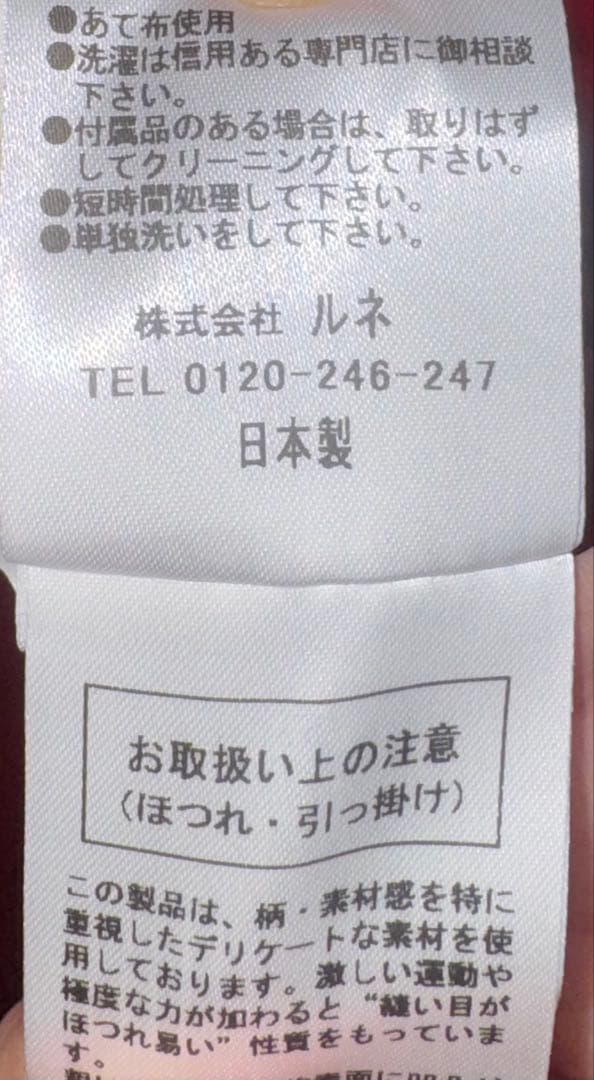 ●あて布使用
●洗濯は信用ある専門店に御相談
下さい。
●付属品のある場合は、取りはず
してクリーニングして下さい。
●短時間処理して下さい。
●単独洗いをして下さい。
株式会社 ルネ
TEL 0120-246-247
日本製
お取扱い上の注意
(ほつれ・引っ掛け)
この製品は、柄・素材感を特に
重視したデリケートな素材を使
用しております。激しい運動や
極度な力が加わると“縫い目が
ほつれ易い”性質をもっていま
す。